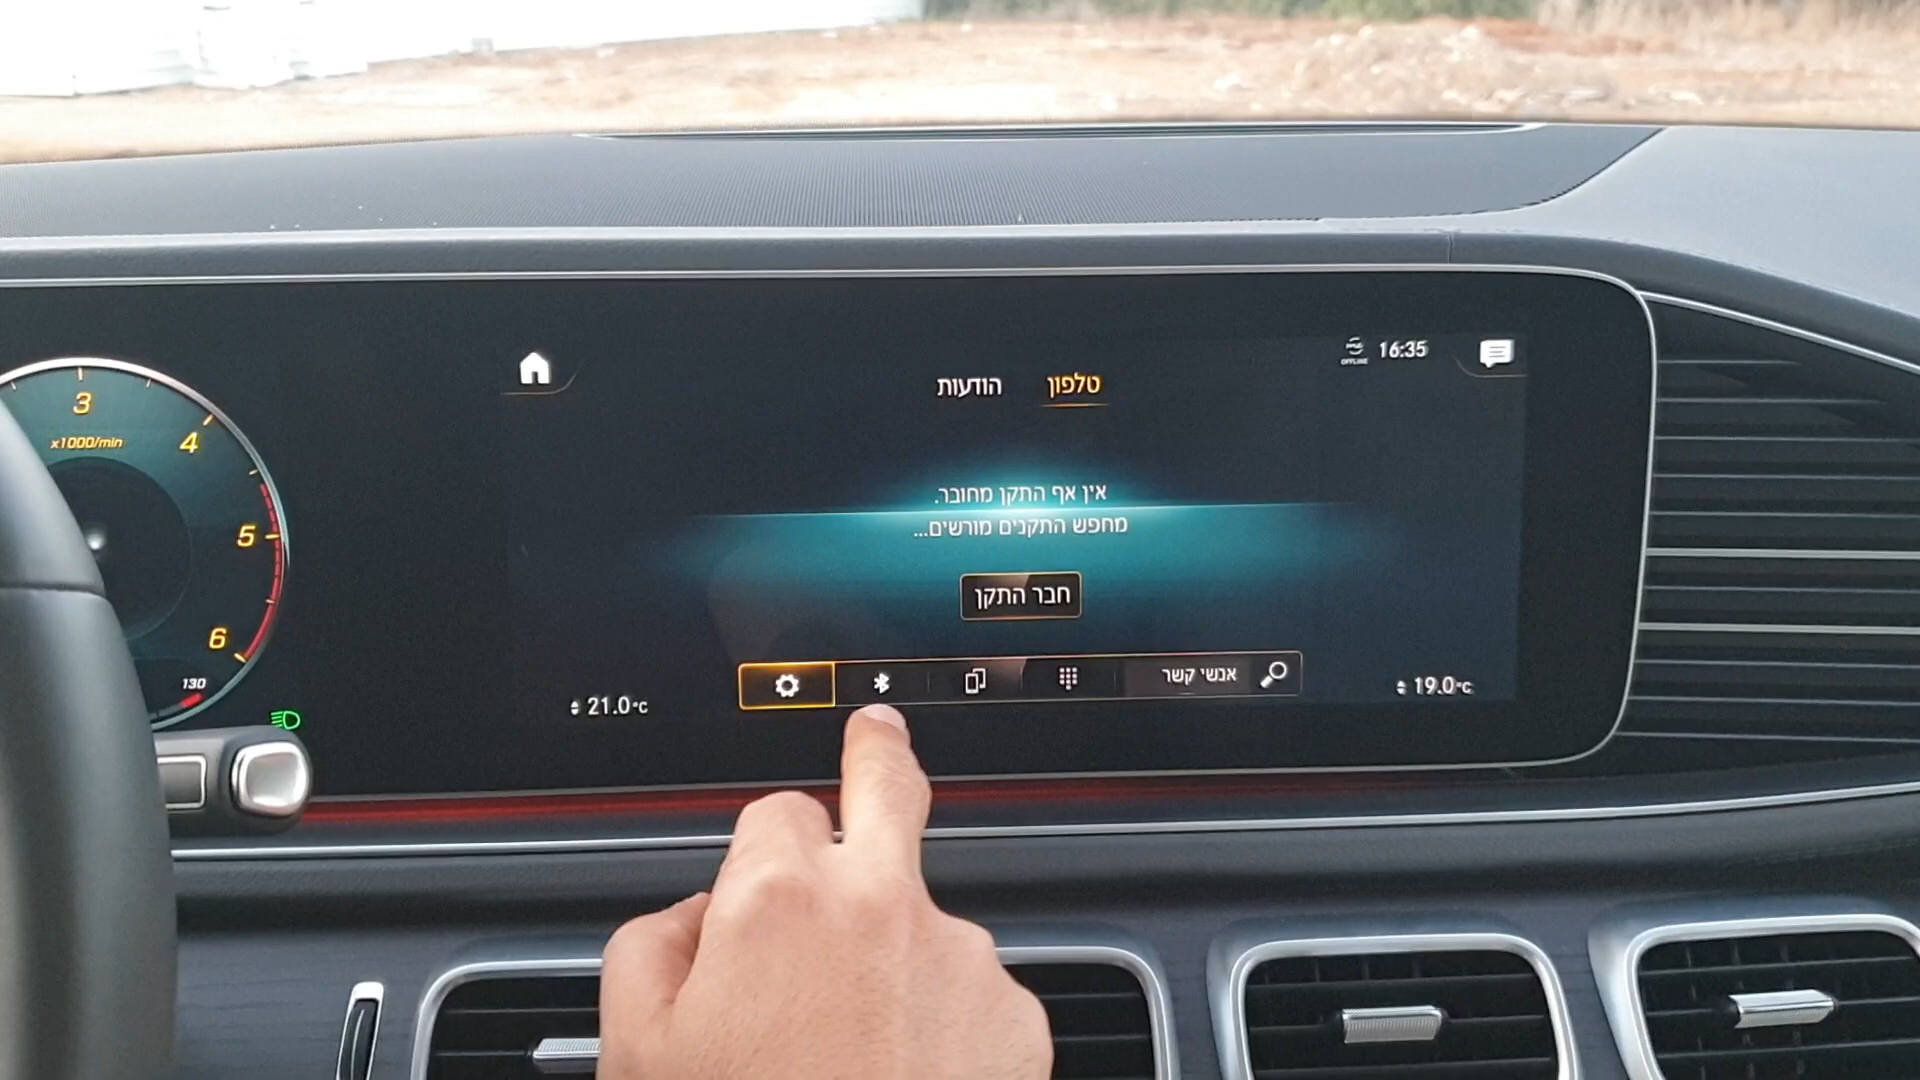 16:35
OFFLINE
טלפון
הודעות
אין אף התקן מחובר.
מחפש התקנים מורשים...
חבר התקן
אנשי קשר
21.0°C
19.0°C
3
4
5
6
x1000/min
130